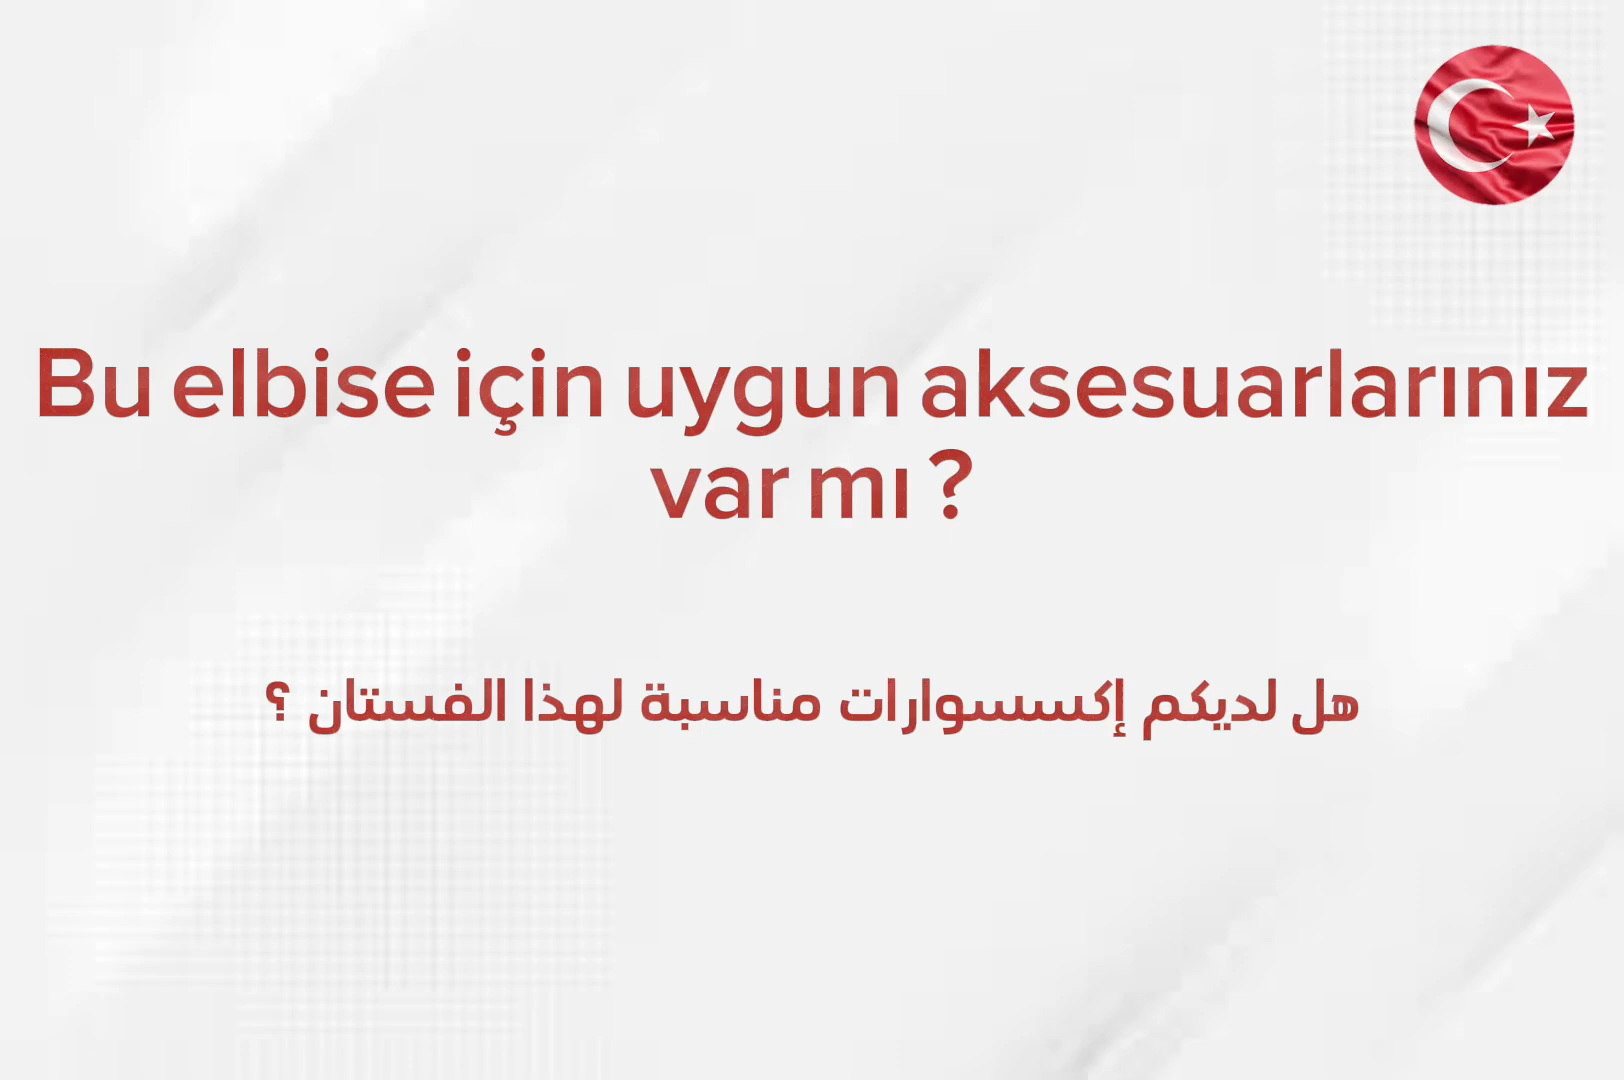 Bu elbise için uygun aksesuarlarınız
var mı ?
هل لديكم إكسسوارات مناسبة لهذا الفستان ؟